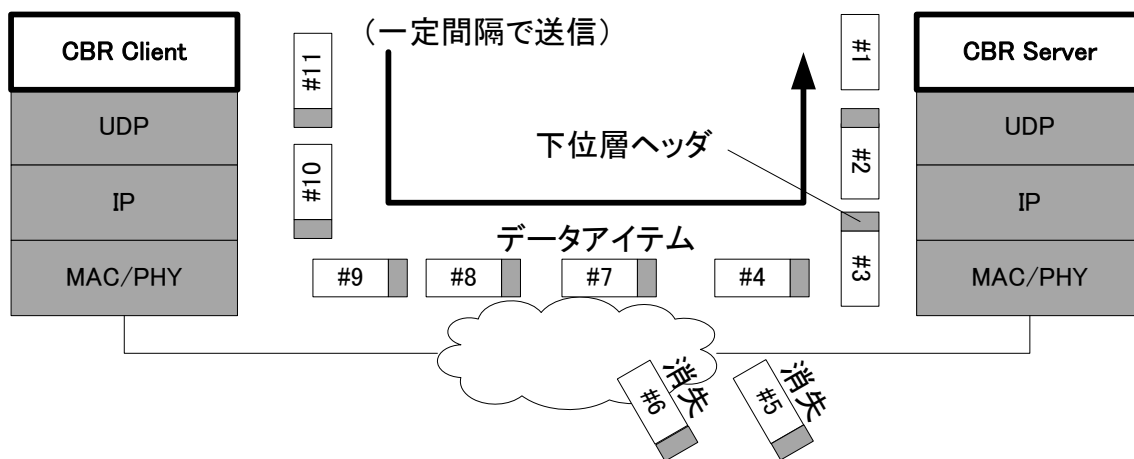 CBR Client
UDP
IP
MAC/PHY
(一定間隔で送信)
#11
#10
下位層ヘッダ
データアイテム
#9
#8
#7
#4
#1
#2
#3
消失
#6
消失
#5
CBR Server
UDP
IP
MAC/PHY